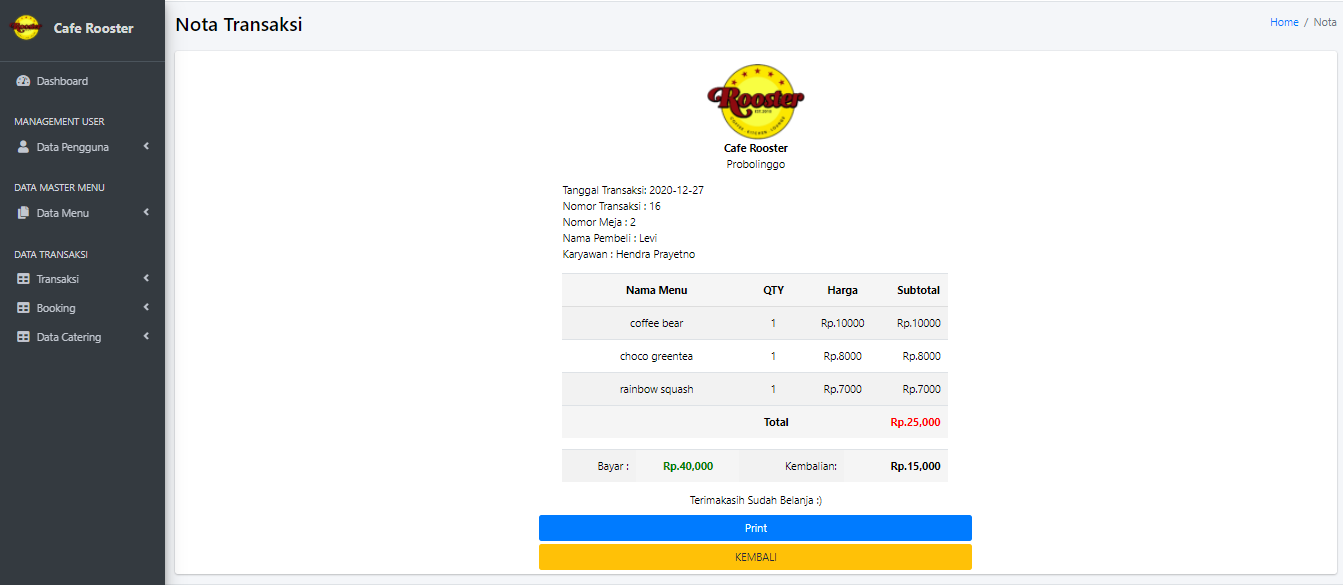 Rooster
Cafe Rooster
Dashboard
MANAGEMENT USER
Data Pengguna
DATA MASTER MENU
Data Menu
DATA TRANSAKSI
Transaksi
Booking
Data Catering
Nota Transaksi
Home / Nota
Rooster
COFFEE · KITCHEN · LOUNGE
Cafe Rooster
Probolinggo
Tanggal Transaksi: 2020-12-27
Nomor Transaksi : 16
Nomor Meja : 2
Nama Pembeli : Levi
Karyawan : Hendra Prayetno
Nama Menu QTY Harga Subtotal
coffee bear 1 Rp.10000 Rp.10000
choco greentea 1 Rp.8000 Rp.8000
rainbow squash 1 Rp.7000 Rp.7000
Total Rp.25,000
Bayar : Rp.40,000 Kembalian: Rp.15,000
Terimakasih Sudah Belanja :)
Print
KEMBALI